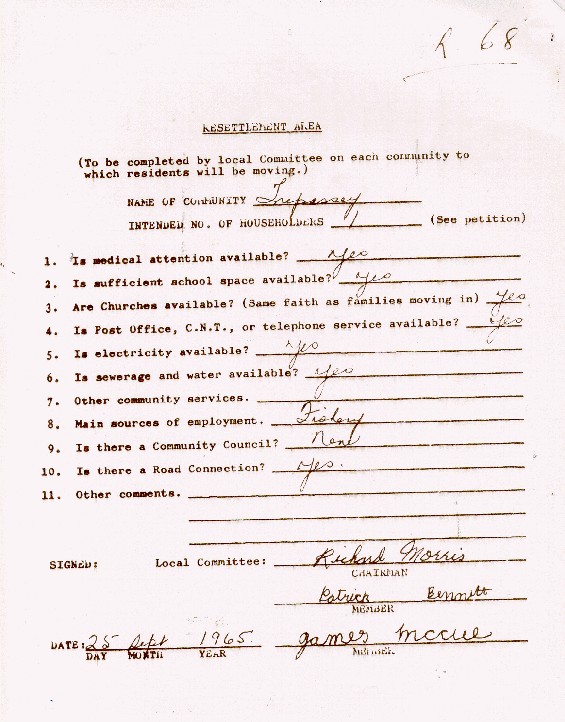 R 68
RESETTLEMENT AREA
(To be completed by local Committee on each community to
which residents will be moving.)
NAME OF COMMUNITY Trepassey
INTENDED NO. OF HOUSEHOLDERS 1 (See petition)
1. Is medical attention available? yes
2. Is sufficient school space available? yes
3. Are Churches available? (Same faith as families moving in) yes
4. Is Post Office, C.N.T., or telephone service available? yes
5. Is electricity available? yes
6. Is sewerage and water available? yes
7. Other community services.
8. Main sources of employment. Fishery
9. Is there a Community Council? None
10. Is there a Road Connection? yes.
11. Other comments.
SIGNED: Local Committee: Richard Morris
CHAIRMAN
Patrick Bennett
MEMBER
DATE: 25 Sept 1965 James McCue
DAY MONTH YEAR MEMBER